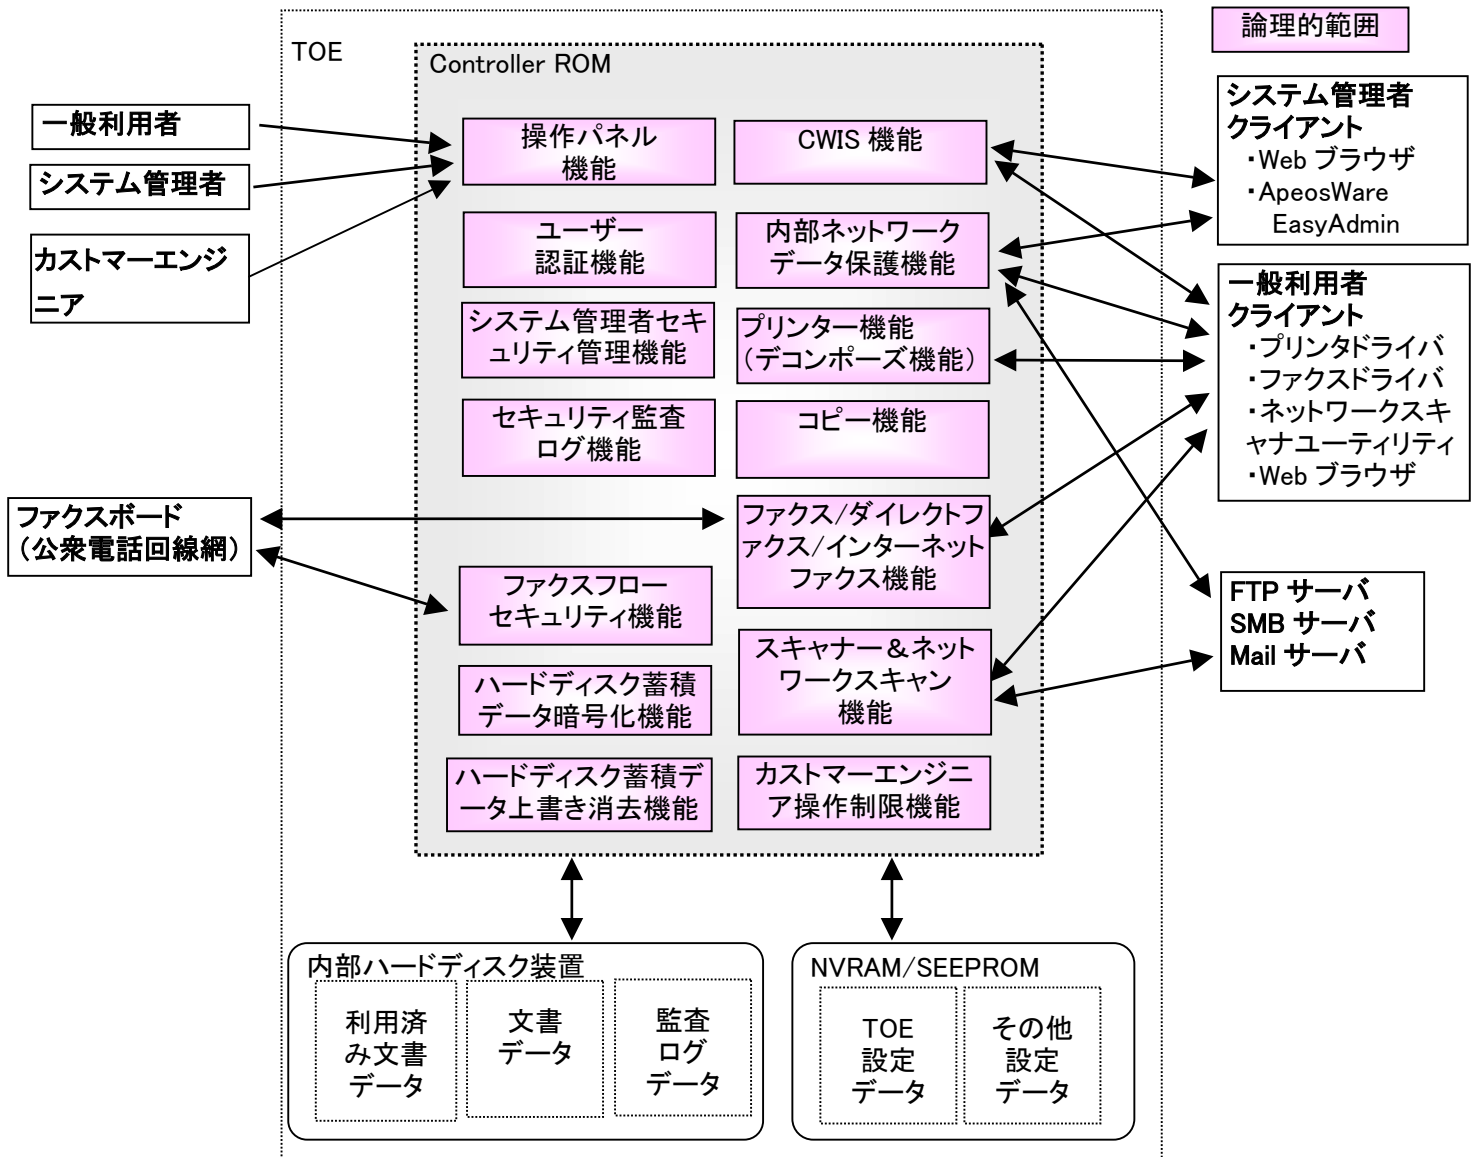 論理的範囲
TOE
Controller ROM
一般利用者
システム管理者
カストマーエンジ
ニア
ファクスボード
（公衆電話回線網）
操作パネル
機能
CWIS 機能
ユーザー
認証機能
内部ネットワーク
データ保護機能
システム管理者セキ
ュリティ管理機能
プリンター機能
（デコンポーズ機能）
セキュリティ監査
ログ機能
コピー機能
ファクス/ダイレクトフ
ァクス/インターネット
ファクス機能
ファクスフロー
セキュリティ機能
スキャナー＆ネット
ワークスキャン
機能
ハードディスク蓄積
データ暗号化機能
ハードディスク蓄積デ
ータ上書き消去機能
カストマーエンジニ
ア操作制限機能
システム管理者
クライアント
・Web ブラウザ
・ApeosWare
EasyAdmin
一般利用者
クライアント
・プリンタドライバ
・ファクスドライバ
・ネットワークスキ
ャナユーティリティ
・Web ブラウザ
FTP サーバ
SMB サーバ
Mail サーバ
内部ハードディスク装置
利用済
み文書
データ
文書
データ
監査
ログ
データ
NVRAM/SEEPROM
TOE
設定
データ
その他
設定
データ